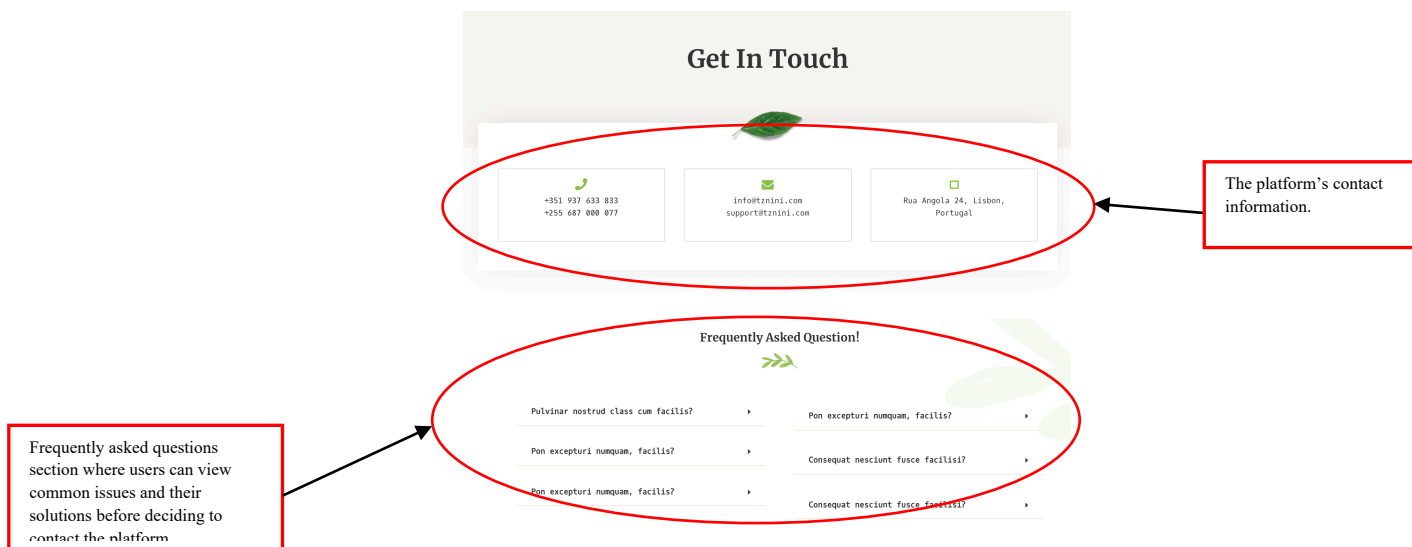 Get In Touch
+351 937 633 833
+255 687 000 077
info@tznini.com
support@tznini.com
Rua Angola 24, Lisbon,
Portugal
The platform’s contact
information.
Frequently Asked Question!
Pulvinar nostrud class cum facilis?
Pon excepturi numquam, facilis?
Pon excepturi numquam, facilis?
Pon excepturi numquam, facilis?
Consequat nesciunt fusce facilisi?
Consequat nesciunt fusce facilisi?
Frequently asked questions
section where users can view
common issues and their
solutions before deciding to
contact the platform